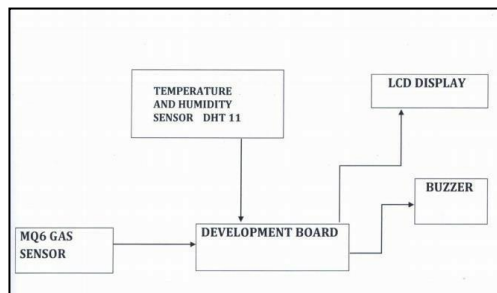 TEMPERATURE
AND HUMIDITY
SENSOR DHT 11
LCD DISPLAY
BUZZER
DEVELOPMENT BOARD
MQ6 GAS
SENSOR